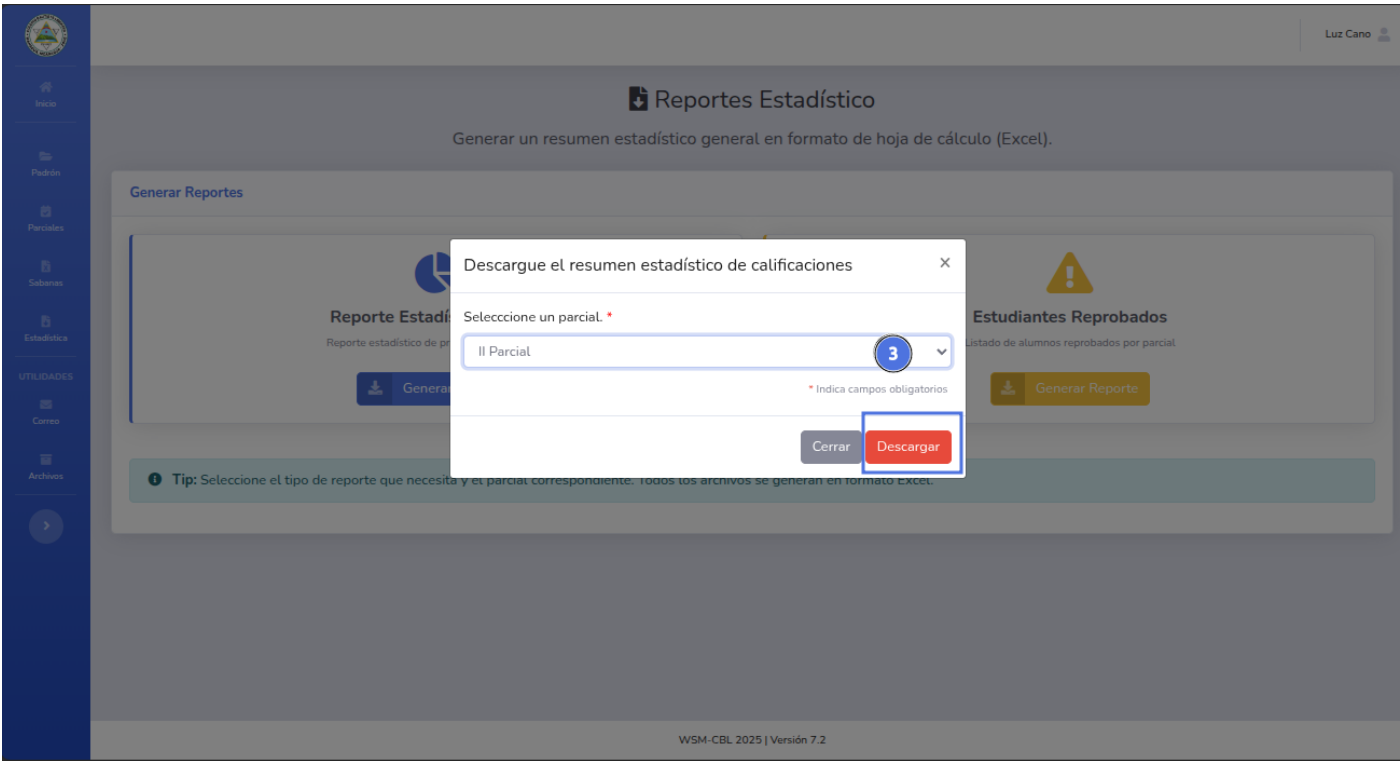 Luz Cano
Inicio
Padrón
Parciales
Sabanas
Estadística
UTILIDADES
Correo
Archivos
Reportes Estadístico
Generar un resumen estadístico general en formato de hoja de cálculo (Excel).
Generar Reportes
Reporte Estadís
Reporte estadístico de pr
Generar
Descargue el resumen estadístico de calificaciones
×
Selecccione un parcial. *
II Parcial
3
* Indica campos obligatorios
Cerrar
Descargar
Estudiantes Reprobados
Listado de alumnos reprobados por parcial
Generar Reporte
Tip: Seleccione el tipo de reporte que necesita y el parcial correspondiente. Todos los archivos se generan en formato Excel.
WSM-CBL 2025 | Versión 7.2